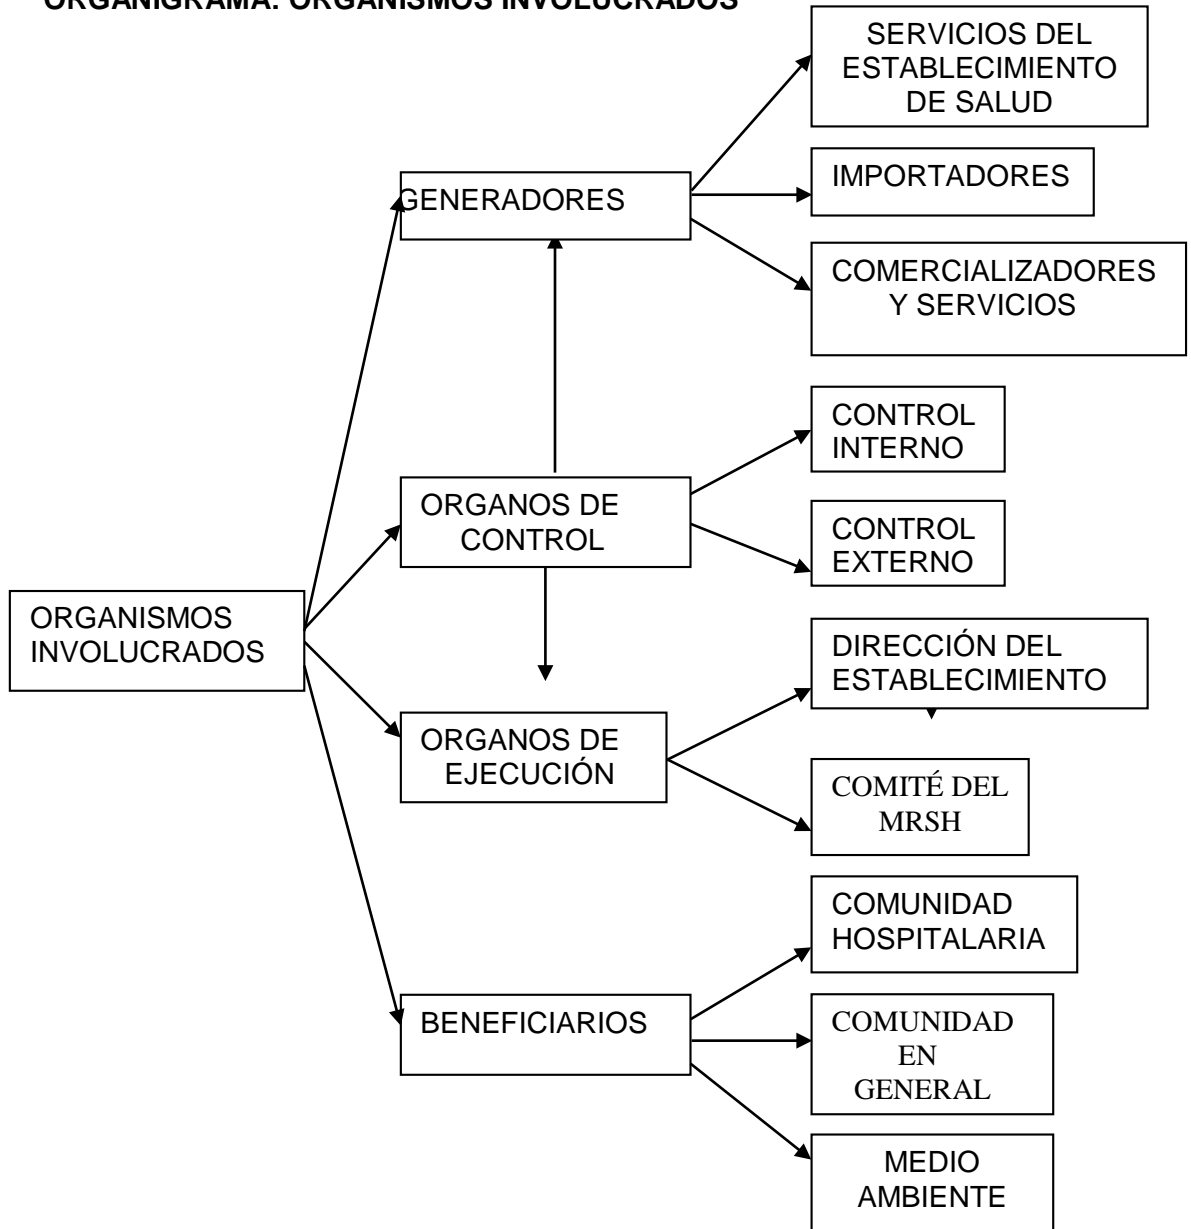 ORGANIGRAMA: ORGANISMOS INVOLUCRADOS
SERVICIOS DEL
ESTABLECIMIENTO
DE SALUD
IMPORTADORES
GENERADORES
COMERCIALIZADORES
Y SERVICIOS
CONTROL
INTERNO
ORGANOS DE
CONTROL
CONTROL
EXTERNO
ORGANISMOS
INVOLUCRADOS
DIRECCIÓN DEL
ESTABLECIMIENTO
ORGANOS DE
EJECUCIÓN
COMITÉ DEL
MRSH
COMUNIDAD
HOSPITALARIA
BENEFICIARIOS
COMUNIDAD
EN
GENERAL
MEDIO
AMBIENTE